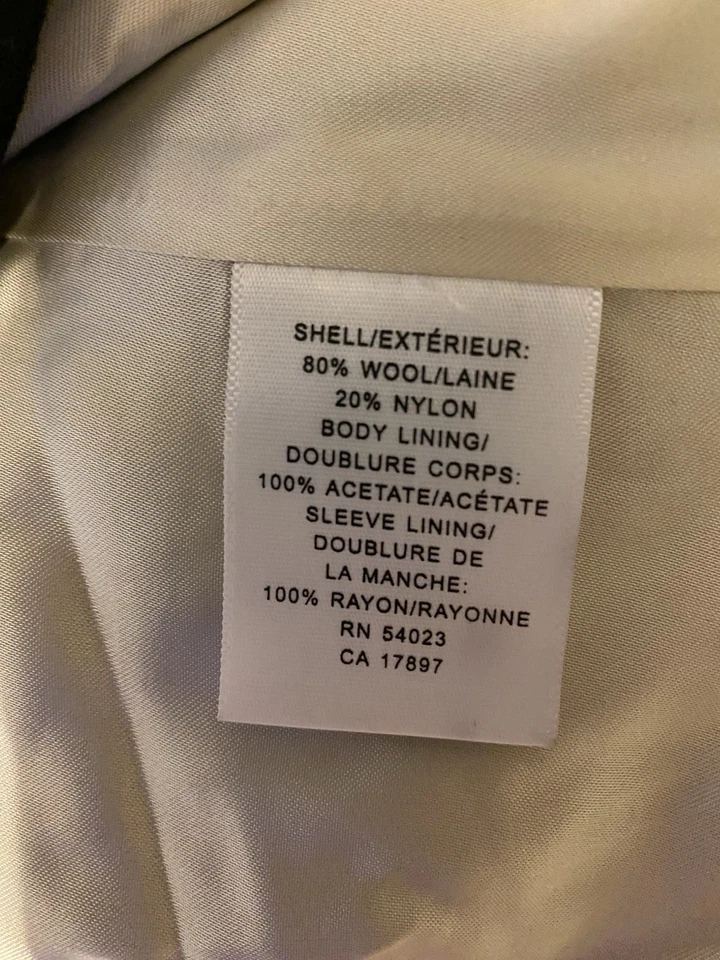 SHELL/EXTÉRIEUR:
80% WOOL/LAINE
20% NYLON
BODY LINING/
DOUBLURE CORPS:
100% ACETATE/ACÉTATE
SLEEVE LINING/
DOUBLURE DE
LA MANCHE:
100% RAYON/RAYONNE
RN 54023
CA 17897